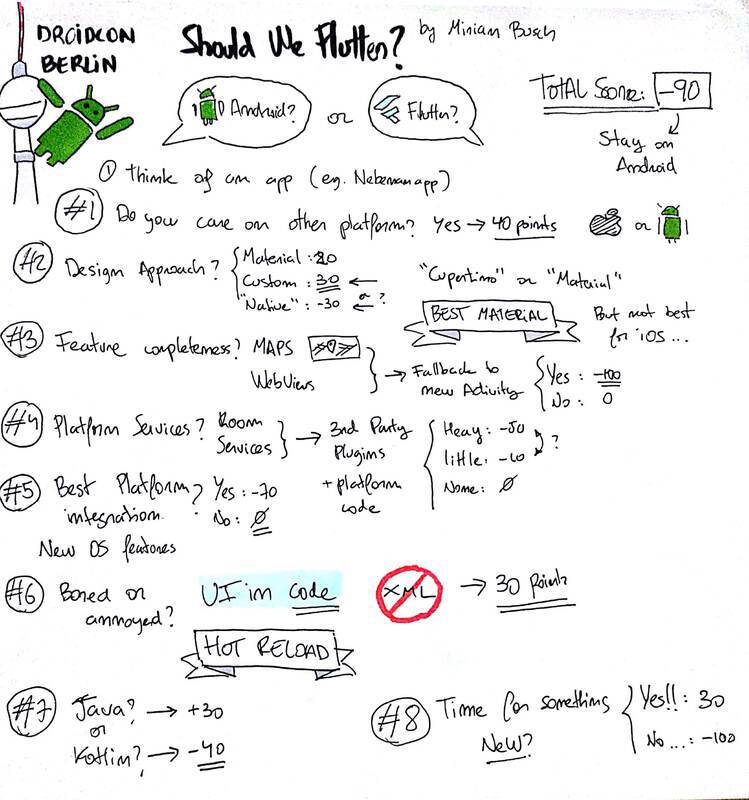 DROIDCON
BERLIN
Should We Flutter?
by Miriam Busch
Android?
or
Flutter?
TOTAL Score: -90
Stay on
Android
① Think of an app (eg. Nebenan app)
#1 Do you care on other platform? Yes → 40 points
or
#2 Design Approach?
Material : 20
Custom : 30 ←
"Native" : -30 ← ?
"Cupertino" or "Material"
BEST MATERIAL
But not best
for iOS ...
#3 Feature completeness? MAPS
WebViews
→ Fallback to
new Activity
Yes : -100
No : 0
#4 Platform Services? Room
Services
→ 3rd Party
Plugins
+ platform
code
Heavy : -50
little : -20
?
None : 0
#5 Best Platform
integration ?
Yes : -70
No : 0
New OS features
#6 Bored or
annoyed?
UI in code
XML
→ 30 Points
HOT RELOAD
#7 Java? → +30
or
Kotlin? → -40
#8 Time for something
NEW?
Yes!! : 30
No ... : -100